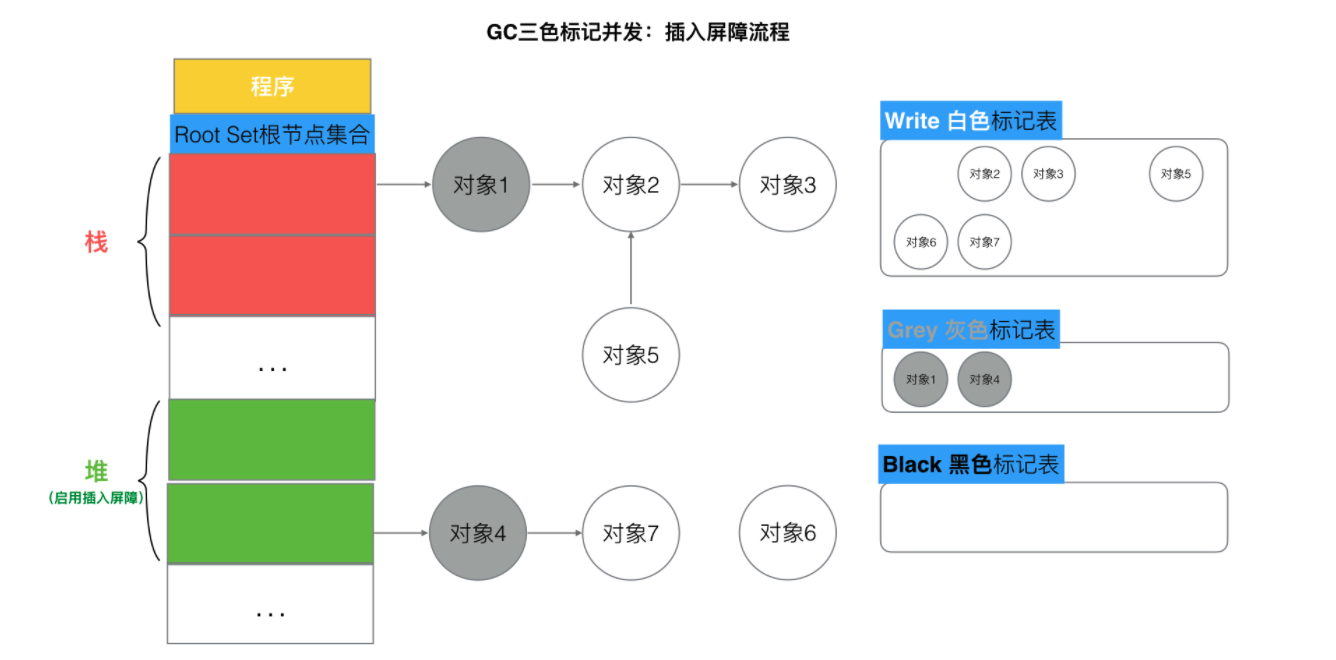 GC三色标记并发：插入屏障流程
程序
Root Set根节点集合
栈
...
堆
（启用插入屏障）
...
对象1
对象2
对象3
对象5
对象4
对象7
对象6
Write 白色标记表
对象2
对象3
对象5
对象6
对象7
Grey 灰色标记表
对象1
对象4
Black 黑色标记表